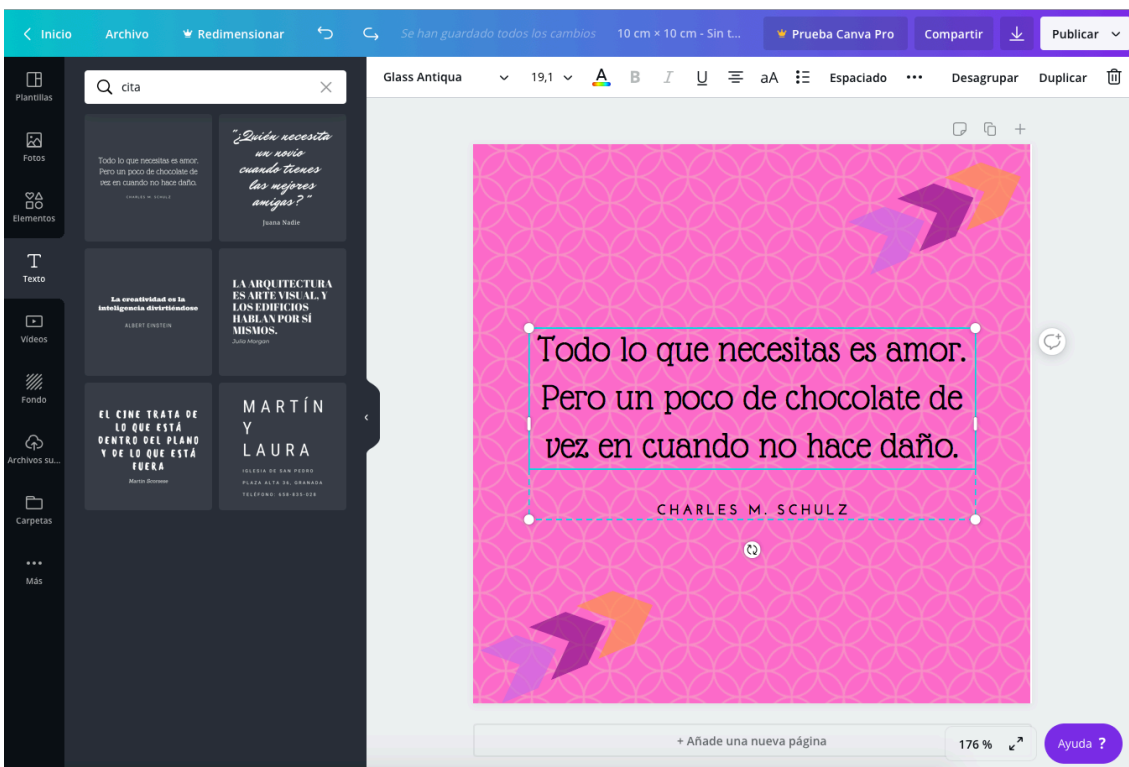 Inicio
Archivo
Redimensionar
Se han guardado todos los cambios
10 cm × 10 cm - Sin t...
Prueba Canva Pro
Compartir
Publicar
Plantillas
Fotos
Elementos
Texto
Vídeos
Fondo
Archivos su...
Carpetas
Más
cita
Todo lo que necesitas es amor.
Pero un poco de chocolate de
vez en cuando no hace daño.
CHARLES M. SCHULZ
"¿Quién necesita
un novio
cuando tienes
las mejores
amigas?"
Juana Nadie
La creatividad es la
inteligencia divirtiéndose
ALBERT EINSTEIN
LA ARQUITECTURA
ES ARTE VISUAL, Y
LOS EDIFICIOS
HABLAN POR SÍ
MISMOS.
Julia Morgan
EL CINE TRATA DE
LO QUE ESTÁ
DENTRO DEL PLANO
Y DE LO QUE ESTÁ
FUERA
Martin Scorsese
MARTÍN
Y
LAURA
IGLESIA DE SAN PEDRO
PLAZA ALTA 36, GRANADA
Glass Antiqua
19,1
A
B
I
U
aA
Espaciado
Desagrupar
Duplicar
Todo lo que necesitas es amor.
Pero un poco de chocolate de
vez en cuando no hace daño.
CHARLES M. SCHULZ
+ Añade una nueva página
176 %
Ayuda ?